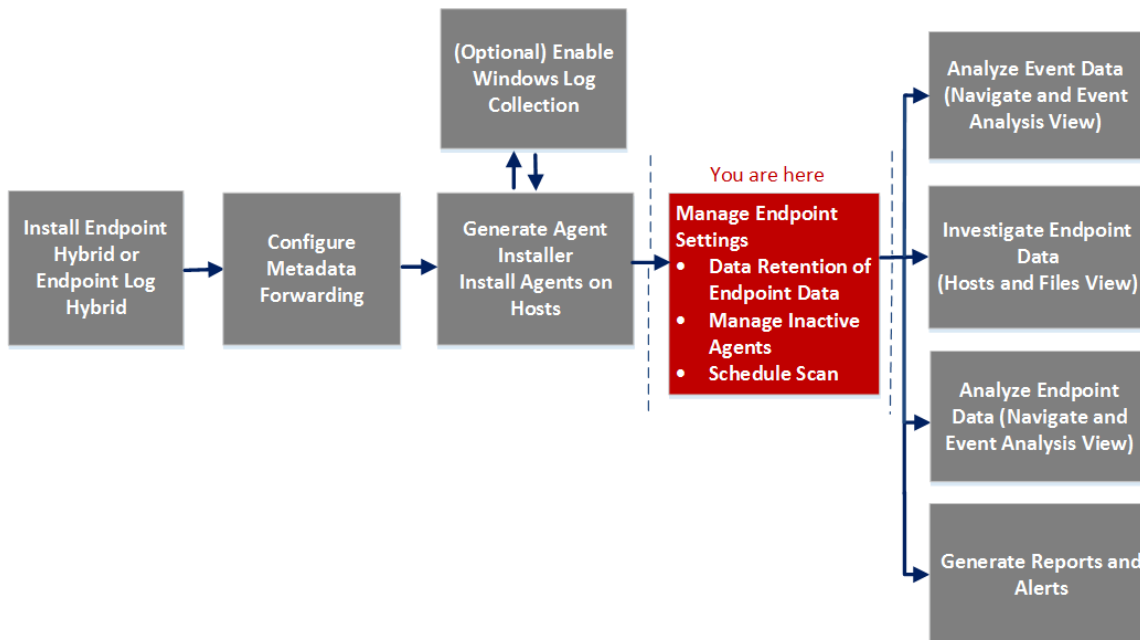 (Optional) Enable
Windows Log
Collection
Install Endpoint
Hybrid or
Endpoint Log
Hybrid
Configure
Metadata
Forwarding
Generate Agent
Installer
Install Agents on
Hosts
You are here
Manage Endpoint
Settings
• Data Retention of
Endpoint Data
• Manage Inactive
Agents
• Schedule Scan
Analyze Event Data
(Navigate and Event
Analysis View)
Investigate Endpoint
Data
(Hosts and Files View)
Analyze Endpoint
Data (Navigate and
Event Analysis View)
Generate Reports and
Alerts